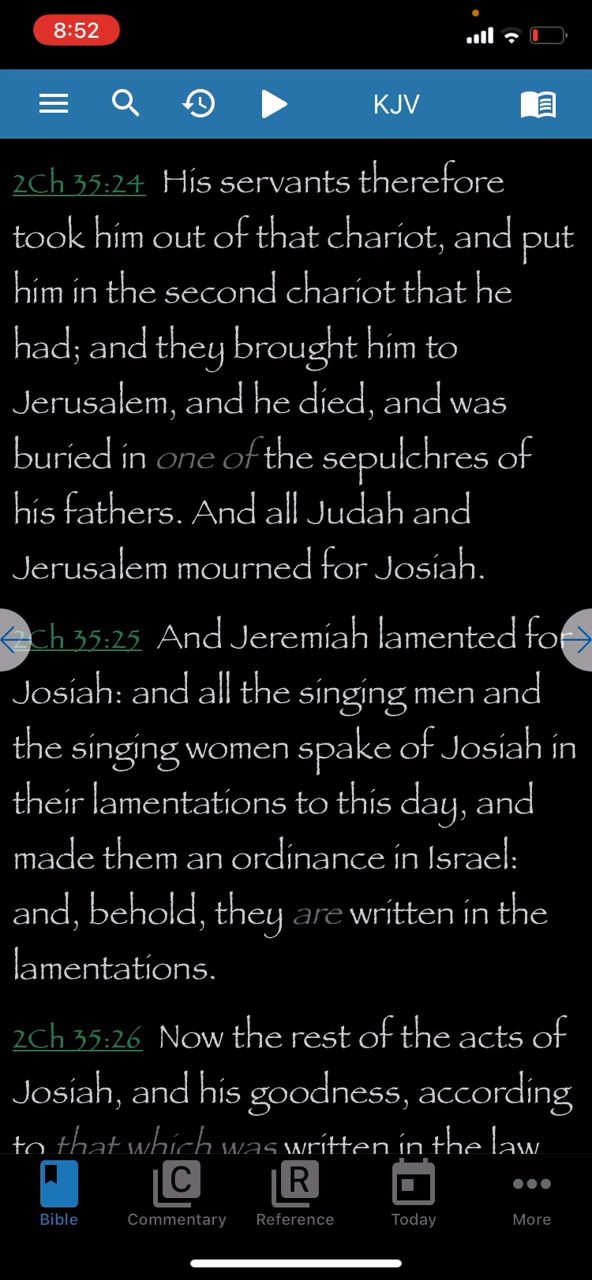 8:52
KJV
2Ch 35:24 His servants therefore
took him out of that chariot, and put
him in the second chariot that he
had; and they brought him to
Jerusalem, and he died, and was
buried in one of the sepulchres of
his fathers. And all Judah and
Jerusalem mourned for Josiah.
2Ch 35:25 And Jeremiah lamented for
Josiah: and all the singing men and
the singing women spake of Josiah in
their lamentations to this day, and
made them an ordinance in Israel:
and, behold, they are written in the
lamentations.
2Ch 35:26 Now the rest of the acts of
Josiah, and his goodness, according
to that which was written in the law
C
R
Bible Commentary Reference Today More